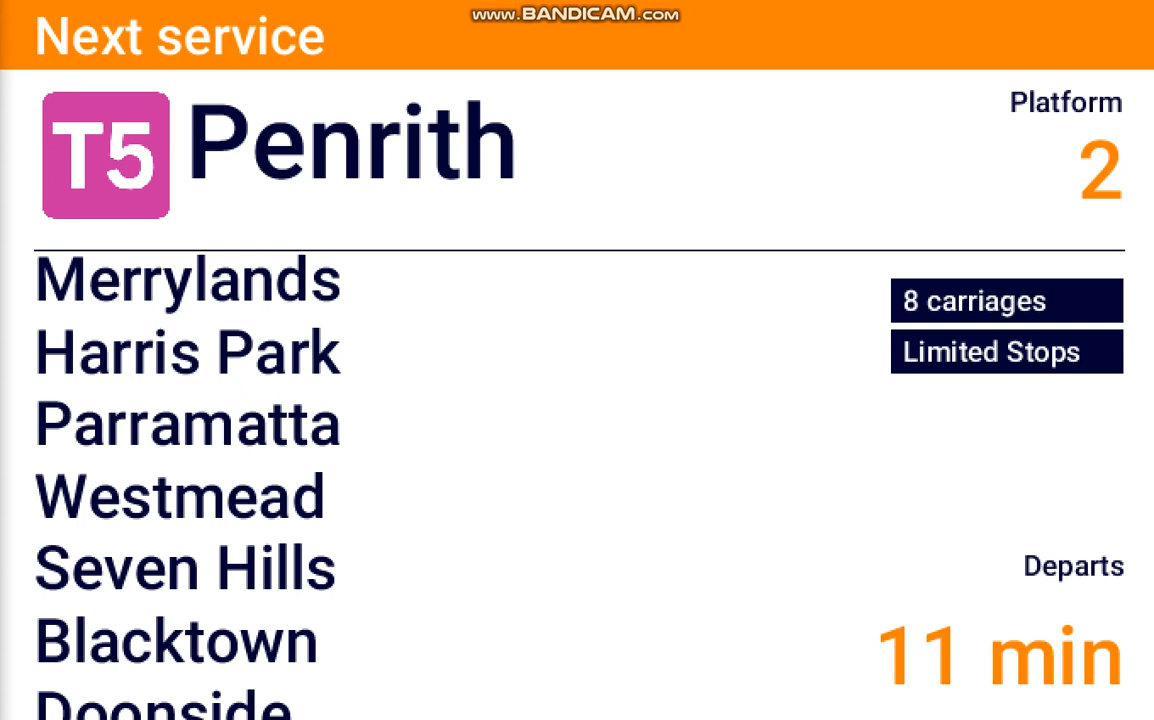 www.BANDICAM.com
Next service
T5 Penrith
Platform
2
Merrylands
8 carriages
Harris Park
Limited Stops
Parramatta
Westmead
Seven Hills
Departs
Blacktown
11 min
Doonside